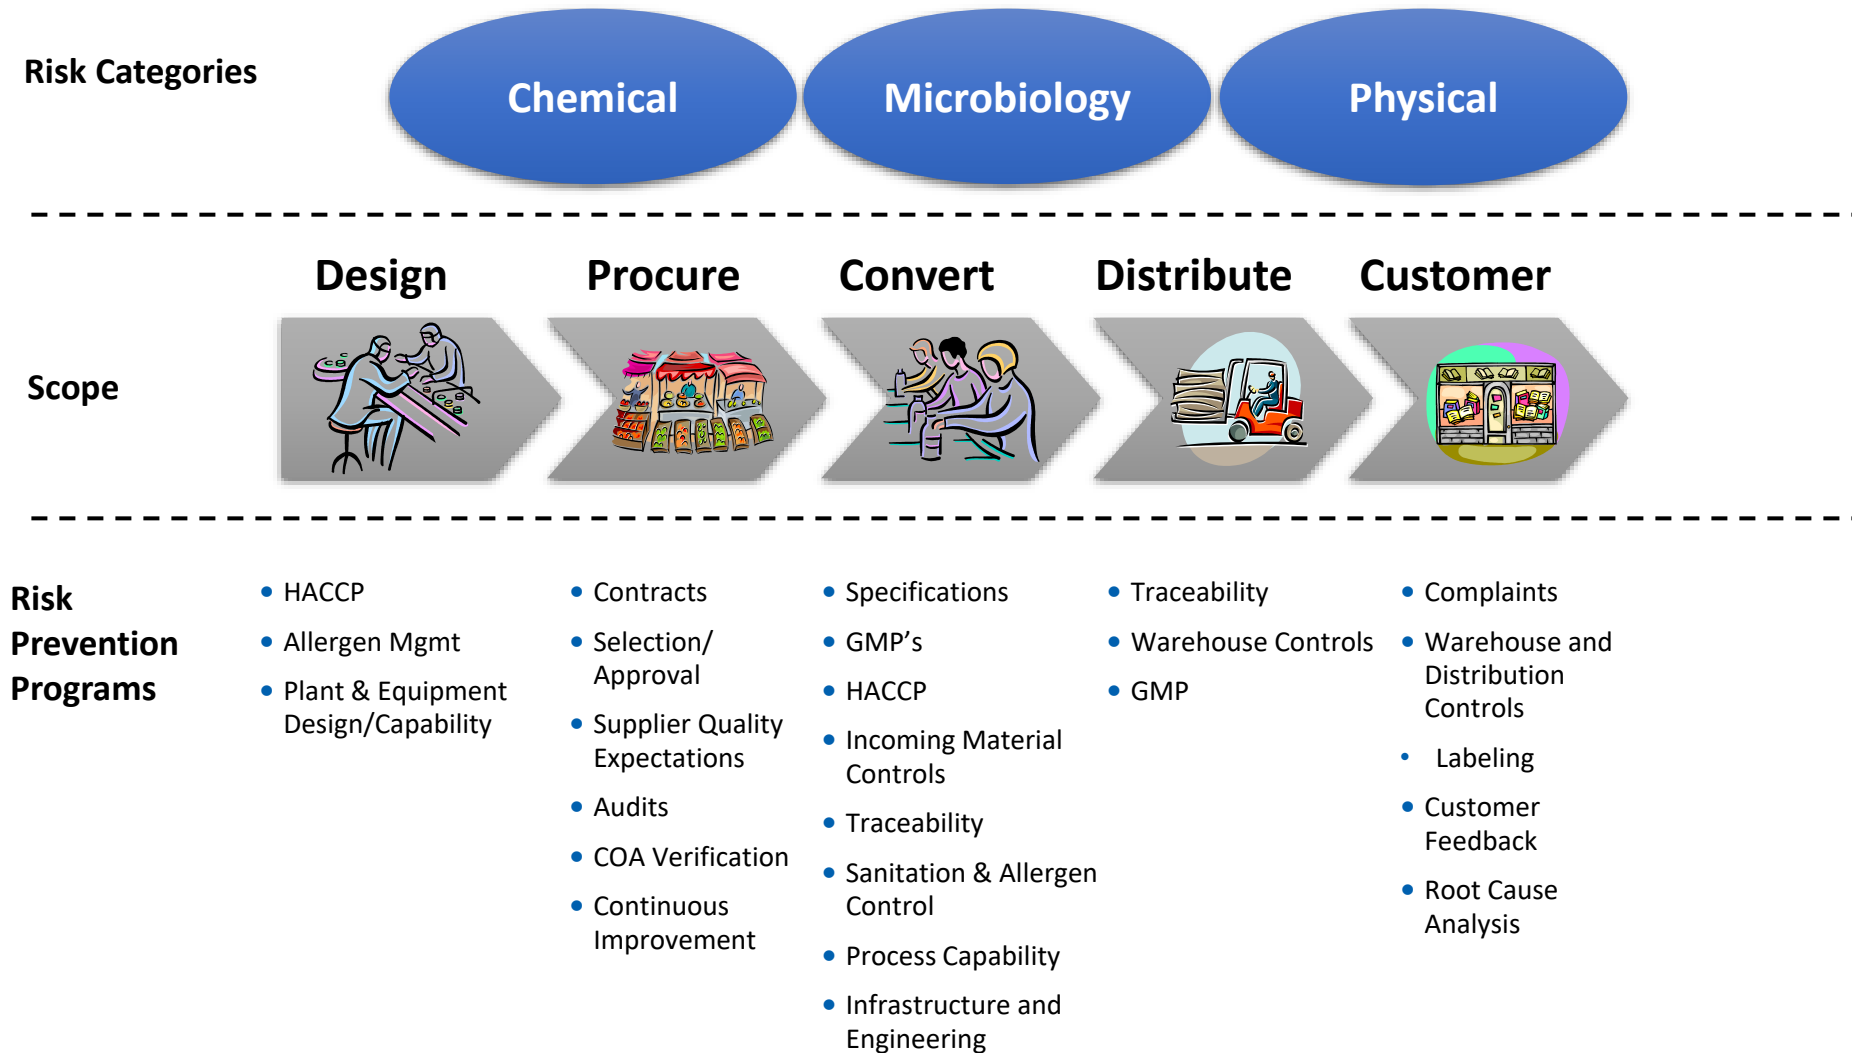 Risk Categories
Chemical
Microbiology
Physical
Design
Procure
Convert
Distribute
Customer
Scope
Risk
Prevention
Programs
• HACCP
• Allergen Mgmt
• Plant & Equipment
Design/Capability
• Contracts
• Selection/
Approval
• Supplier Quality
Expectations
• Audits
• COA Verification
• Continuous
Improvement
• Specifications
• GMP’s
• HACCP
• Incoming Material
Controls
• Traceability
• Sanitation & Allergen
Control
• Process Capability
• Infrastructure and
Engineering
• Traceability
• Warehouse Controls
• GMP
• Complaints
• Warehouse and
Distribution
Controls
• Labeling
• Customer
Feedback
• Root Cause
Analysis